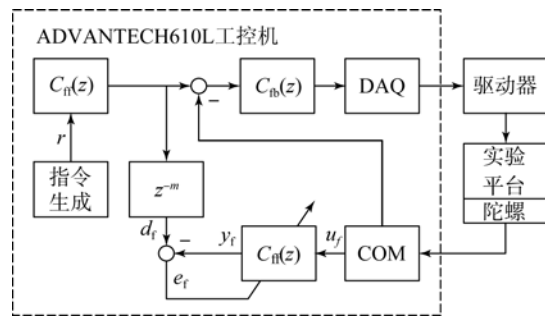 ADVANTECH610L工控机
C_ff(z)
C_fb(z)
DAQ
驱动器
r
指令
生成
z^{-m}
实验
平台
陀螺
d_f
y_f
C_ff(z)
u_f
COM
e_f
−
−